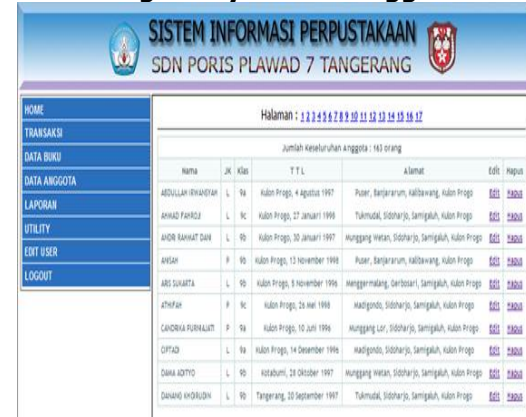 SISTEM INFORMASI PERPUSTAKAAN
SDN PORIS PLAWAD 7 TANGERANG
HOME
TRANSAKSI
DATA BUKU
DATA ANGGOTA
LAPORAN
UTILITY
EDIT USER
LOGOUT
Halaman : 1 2 3 4 5 6 7 8 9 10 11 12 13 14 15 16 17
Jumlah Keseluruhan Anggota : 163 orang
Nama JK Klas T T L Alamat Edit Hapus
ABDULLAH IRWANSYAH L 9a Kulon Progo, 4 Agustus 1997 Puser, Banjararum, Kalibawang, Kulon Progo Edit Hapus
AHMAD FAHROJI L 9c Kulon Progo, 27 Januari 1998 Tukmudal, Sidoharjo, Samigaluh, Kulon Progo Edit Hapus
ANDRI RAHMAT DANI L 9b Kulon Progo, 30 Januari 1997 Munggang Wetan, Sidoharjo, Samigaluh, Kulon Progo Edit Hapus
ANISAH P 9b Kulon Progo, 13 November 1998 Puser, Banjararum, Kalibawang, Kulon Progo Edit Hapus
ARS SUKARTA L 9b Kulon Progo, 5 November 1996 Menggermalang, Gerbosari, Samigaluh, Kulon Progo Edit Hapus
ATHIFAH P 9c Kulon Progo, 26 Mei 1998 Madigondo, Sidoharjo, Samigaluh, Kulon Progo Edit Hapus
CANDRIKA PURMALATI P 9a Kulon Progo, 10 Juni 1996 Munggang Lor, Sidoharjo, Samigaluh, Kulon Progo Edit Hapus
CIPTADI L 9a Kulon Progo, 14 Desember 1996 Madigondo, Sidoharjo, Samigaluh, Kulon Progo Edit Hapus
DAMA ADITYO L 9b Kotabumi, 28 Oktober 1997 Munggang Wetan, Sidoharjo, Samigaluh, Kulon Progo Edit Hapus
DANANG KHOIRUDIN L 9b Tangerang, 20 September 1997 Tukmudal, Sidoharjo, Samigaluh, Kulon Progo Edit Hapus